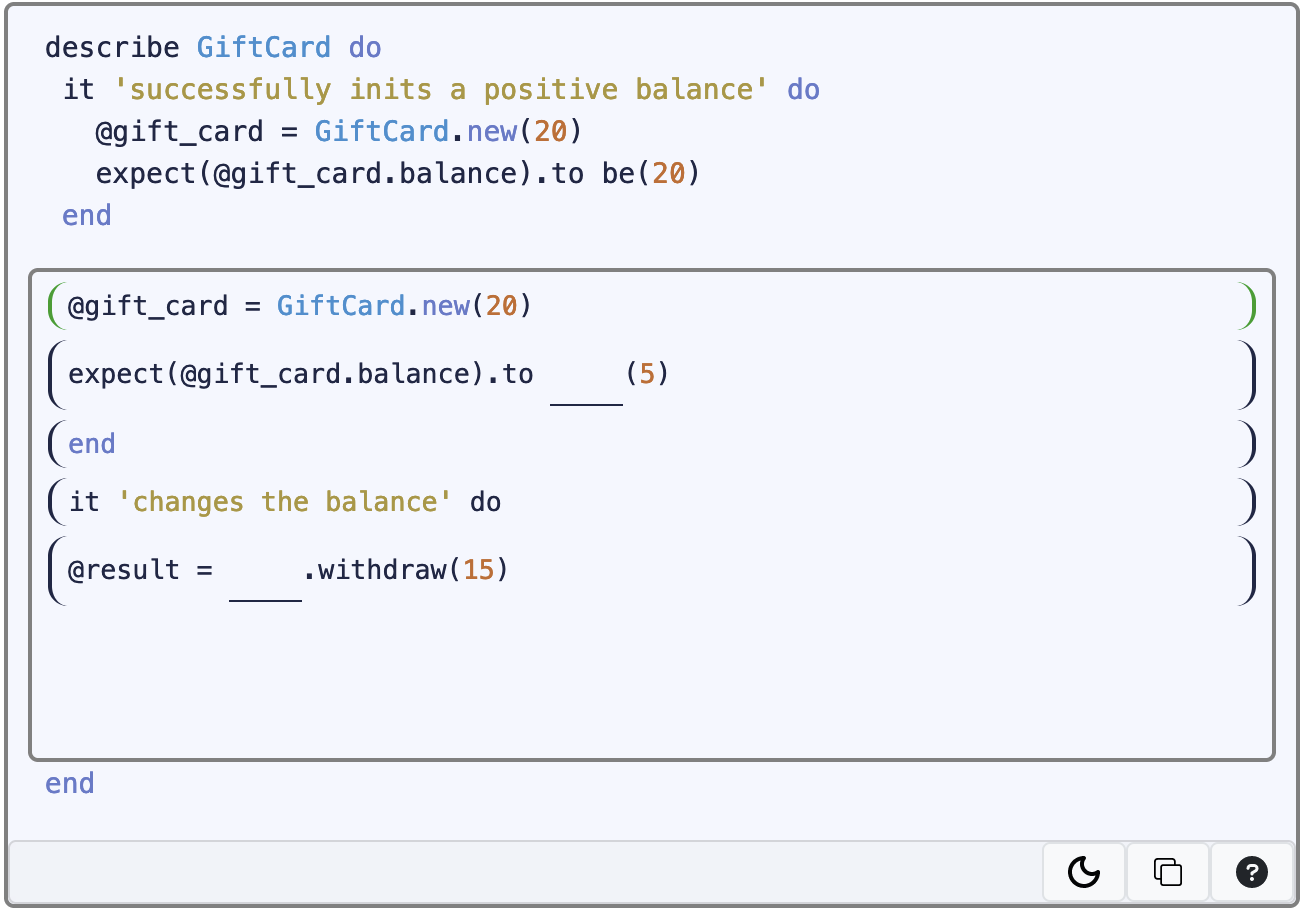 describe GiftCard do
it 'successfully inits a positive balance' do
@gift_card = GiftCard.new(20)
expect(@gift_card.balance).to be(20)
end
@gift_card = GiftCard.new(20)
expect(@gift_card.balance).to _____(5)
end
it 'changes the balance' do
@result = _____.withdraw(15)
end
?